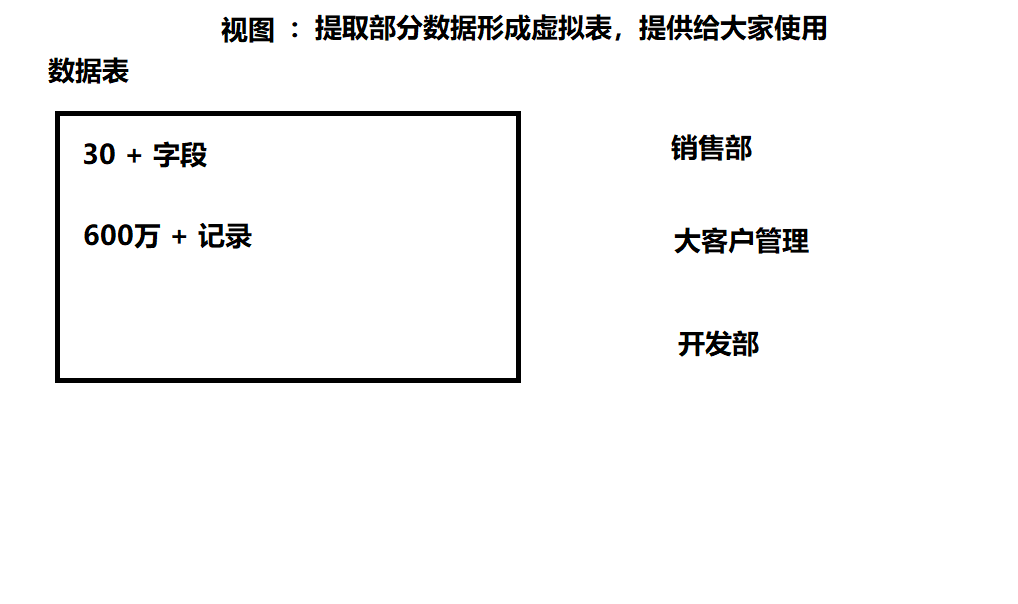 视图 ：提取部分数据形成虚拟表，提供给大家使用
数据表
30 + 字段
600万 + 记录
销售部
大客户管理
开发部